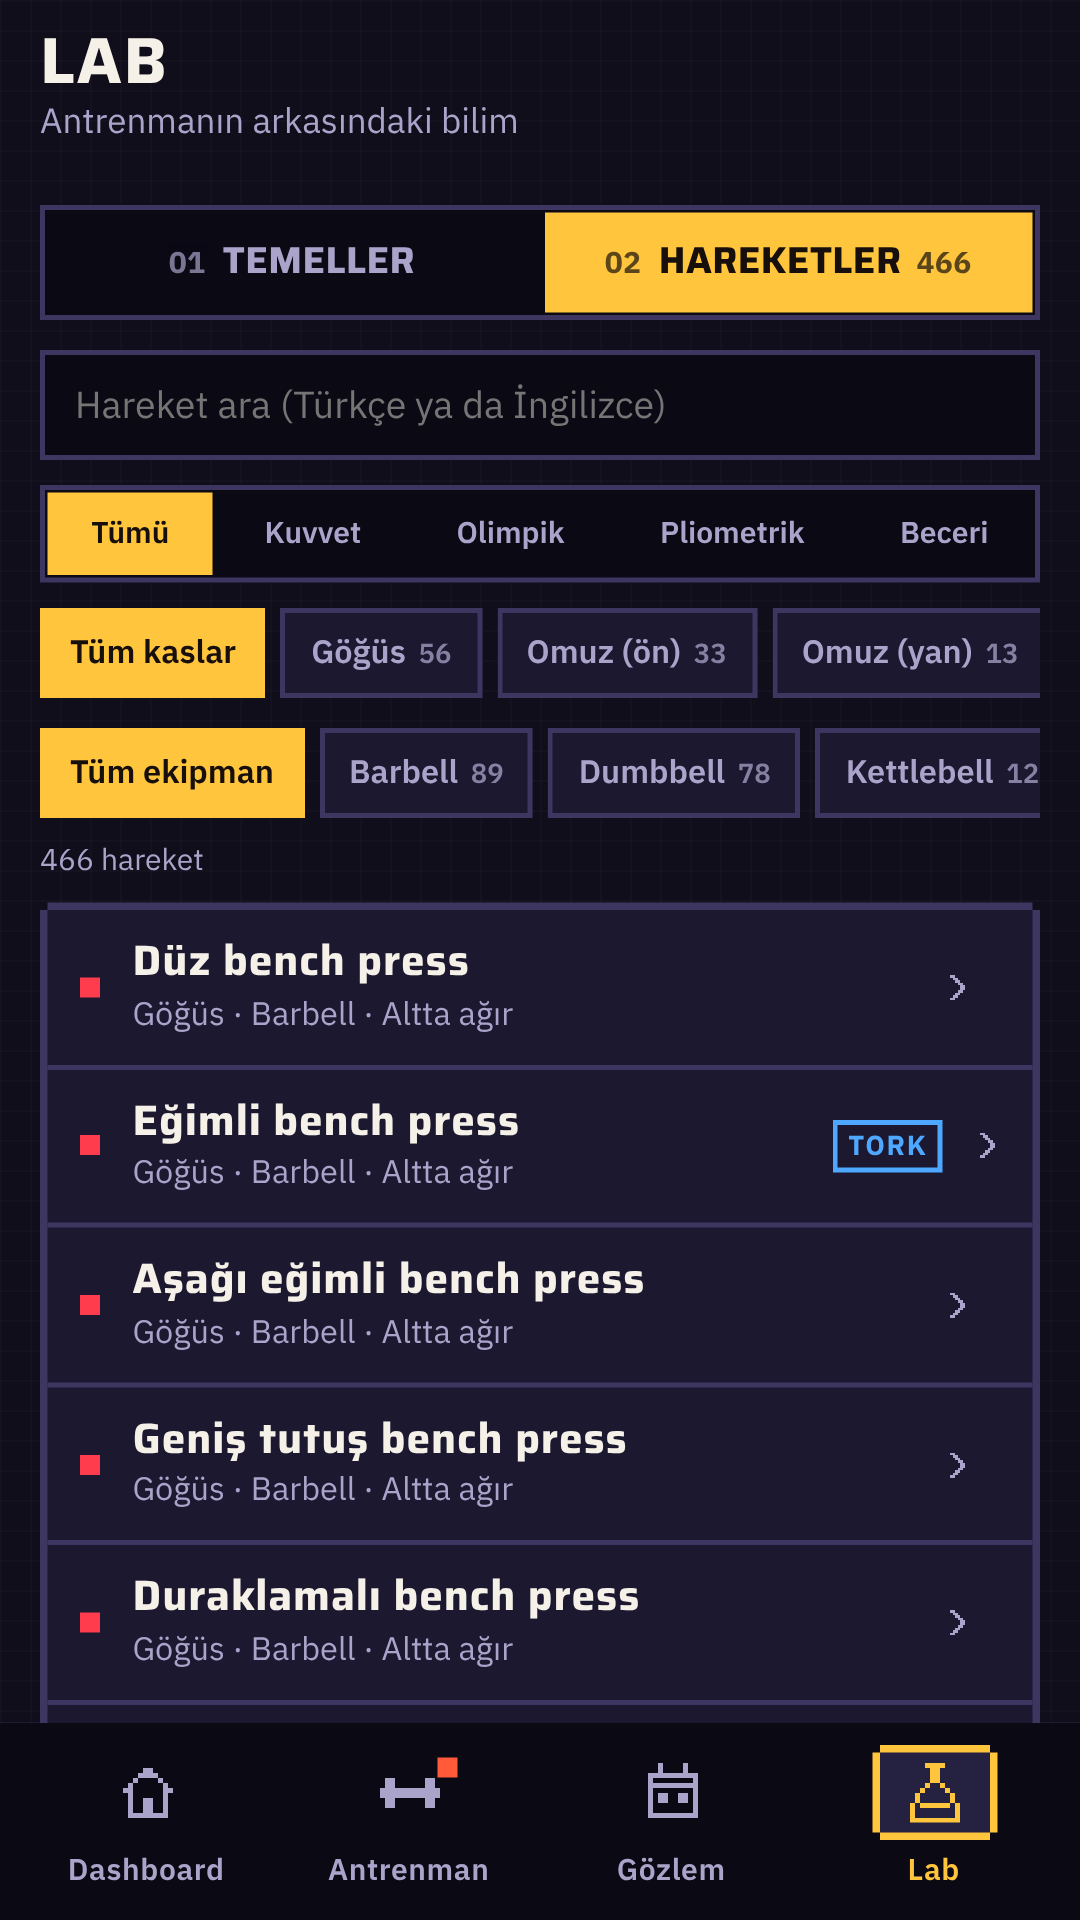 LAB
Antrenmanın arkasındaki bilim
01 TEMELLER
02 HAREKETLER 466
Hareket ara (Türkçe ya da İngilizce)
Tümü Kuvvet Olimpik Pliometrik Beceri
Tüm kaslar Göğüs 56 Omuz (ön) 33 Omuz (yan) 13
Tüm ekipman Barbell 89 Dumbbell 78 Kettlebell 12
466 hareket
Düz bench press
Göğüs · Barbell · Altta ağır
Eğimli bench press
Göğüs · Barbell · Altta ağır
TORK
Aşağı eğimli bench press
Göğüs · Barbell · Altta ağır
Geniş tutuş bench press
Göğüs · Barbell · Altta ağır
Duraklamalı bench press
Göğüs · Barbell · Altta ağır
Dashboard Antrenman Gözlem Lab